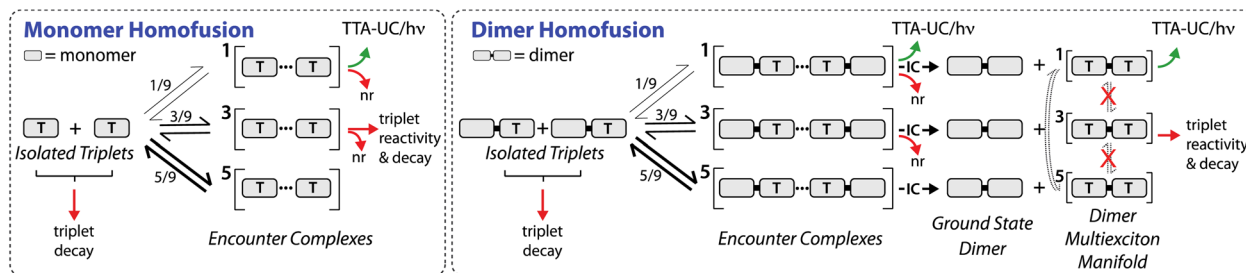 Monomer Homofusion
= monomer
T + T
Isolated Triplets
triplet
decay
1/9
3/9
5/9
1
T ··· T
3
T ··· T
5
T ··· T
TTA-UC/hν
nr
triplet
reactivity
& decay
nr
Encounter Complexes
Dimer Homofusion
= dimer
T + T
Isolated Triplets
triplet
decay
1/9
3/9
5/9
TTA-UC/hν
1
T ··· T
IC
+
nr
3
T ··· T
IC
+
nr
5
T ··· T
IC
+
Encounter Complexes
Ground State
Dimer
TTA-UC/hν
1
T T
X
3
T T
X
5
T T
triplet
reactivity
& decay
Dimer
Multiexciton
Manifold